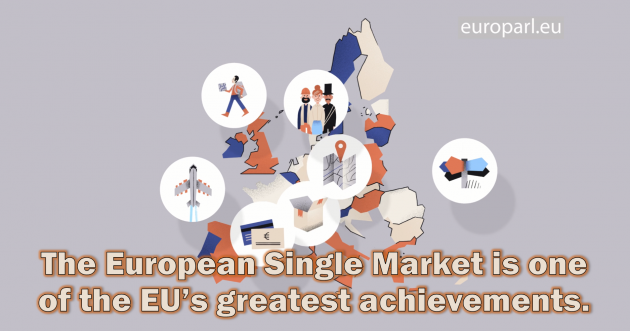 europarl.eu
€
The European Single Market is one
of the EU's greatest achievements.